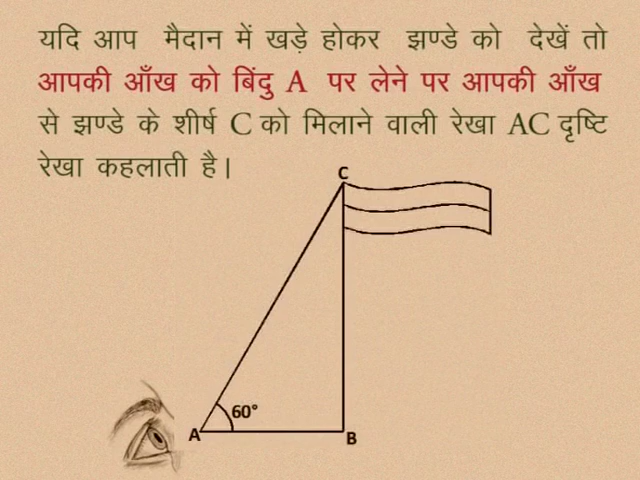 यदि आप मैदान में खड़े होकर झण्डे को देखें तो
आपकी आँख को बिंदु A पर लेने पर आपकी आँख
से झण्डे के शीर्ष C को मिलाने वाली रेखा AC दृष्टि
रेखा कहलाती है।
C
60°
A
B